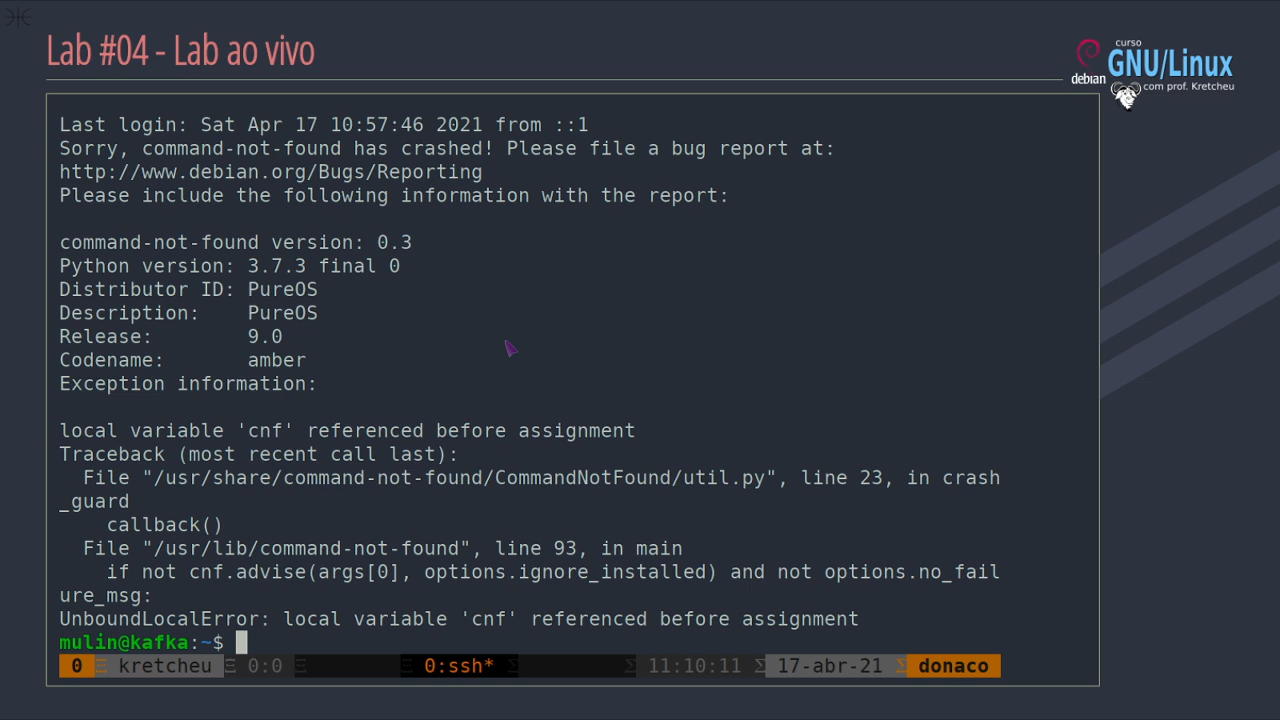 Lab #04 - Lab ao vivo
curso
GNU/Linux
debian
com prof. Kretcheu
Last login: Sat Apr 17 10:57:46 2021 from ::1
Sorry, command-not-found has crashed! Please file a bug report at:
http://www.debian.org/Bugs/Reporting
Please include the following information with the report:
command-not-found version: 0.3
Python version: 3.7.3 final 0
Distributor ID: PureOS
Description:    PureOS
Release:        9.0
Codename:       amber
Exception information:
local variable 'cnf' referenced before assignment
Traceback (most recent call last):
  File "/usr/share/command-not-found/CommandNotFound/util.py", line 23, in crash
_guard
    callback()
  File "/usr/lib/command-not-found", line 93, in main
    if not cnf.advise(args[0], options.ignore_installed) and not options.no_fail
ure_msg:
UnboundLocalError: local variable 'cnf' referenced before assignment
mulin@kafka:~$
0 Ξ kretcheu Ξ 0:0 Ξ 0:ssh* Σ Σ 11:10:11 Σ 17-abr-21 Σ donaco